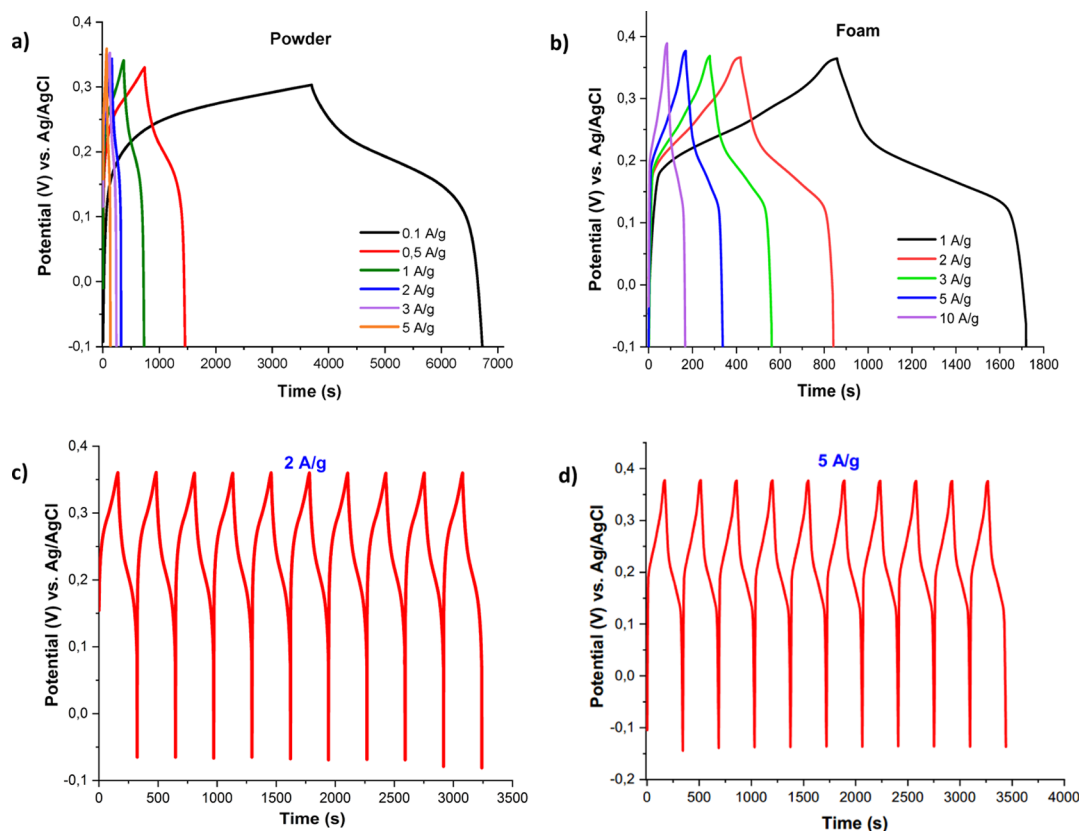 a)
Powder
Potential (V) vs. Ag/AgCl
0,4
0,3
0,2
0,1
0,0
-0,1
0.1 A/g
0,5 A/g
1 A/g
2 A/g
3 A/g
5 A/g
0 1000 2000 3000 4000 5000 6000 7000
Time (s)
b)
Foam
Potential (V) vs. Ag/AgCl
0,4
0,3
0,2
0,1
0,0
-0,1
1 A/g
2 A/g
3 A/g
5 A/g
10 A/g
0 200 400 600 800 1000 1200 1400 1600 1800
Time (s)
c)
2 A/g
Potential (V) vs. Ag/AgCl
0,4
0,3
0,2
0,1
0,0
-0,1
0 500 1000 1500 2000 2500 3000 3500
Time (s)
d)
5 A/g
Potential (V) vs. Ag/AgCl
0,4
0,3
0,2
0,1
0,0
-0,1
-0,2
0 500 1000 1500 2000 2500 3000 3500 4000
Time (s)